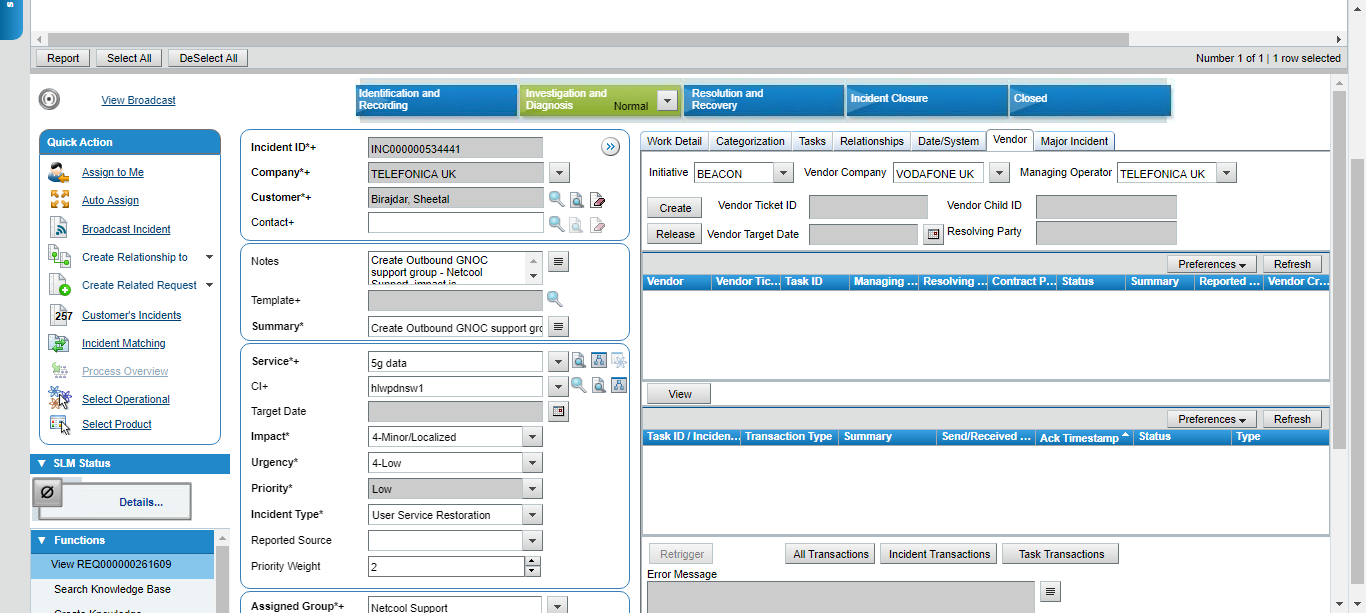 Report
Select All
DeSelect All
Number 1 of 1 | 1 row selected
View Broadcast
Identification and
Recording
Investigation and
Diagnosis
Normal
Resolution and
Recovery
Incident Closure
Closed
Quick Action
Assign to Me
Auto Assign
Broadcast Incident
Create Relationship to
Create Related Request
257
Customer's Incidents
Incident Matching
Process Overview
Select Operational
Select Product
SLM Status
Details...
Functions
View REQ000000261609
Search Knowledge Base
Create Knowledge
Incident ID*+
INC000000534441
Company*+
TELEFONICA UK
Customer*+
Birajdar, Sheetal
Contact+
Notes
Create Outbound GNOC
support group - Netcool
Support, impact is
Template+
Summary*
Create Outbound GNOC support gro
Service*+
5g data
CI+
hlwpdnsw1
Target Date
Impact*
4-Minor/Localized
Urgency*
4-Low
Priority*
Low
Incident Type*
User Service Restoration
Reported Source
Priority Weight
2
Assigned Group*+
Netcool Support
Work Detail
Categorization
Tasks
Relationships
Date/System
Vendor
Major Incident
Initiative
BEACON
Vendor Company
VODAFONE UK
Managing Operator
TELEFONICA UK
Create
Vendor Ticket ID
Vendor Child ID
Release
Vendor Target Date
Resolving Party
Preferences
Refresh
Vendor
Vendor Tic...
Task ID
Managing ...
Resolving ...
Contract P...
Status
Summary
Reported ...
Vendor Cr...
View
Preferences
Refresh
Task ID / Inciden...
Transaction Type
Summary
Send/Received ...
Ack Timestamp
Status
Type
Retrigger
All Transactions
Incident Transactions
Task Transactions
Error Message